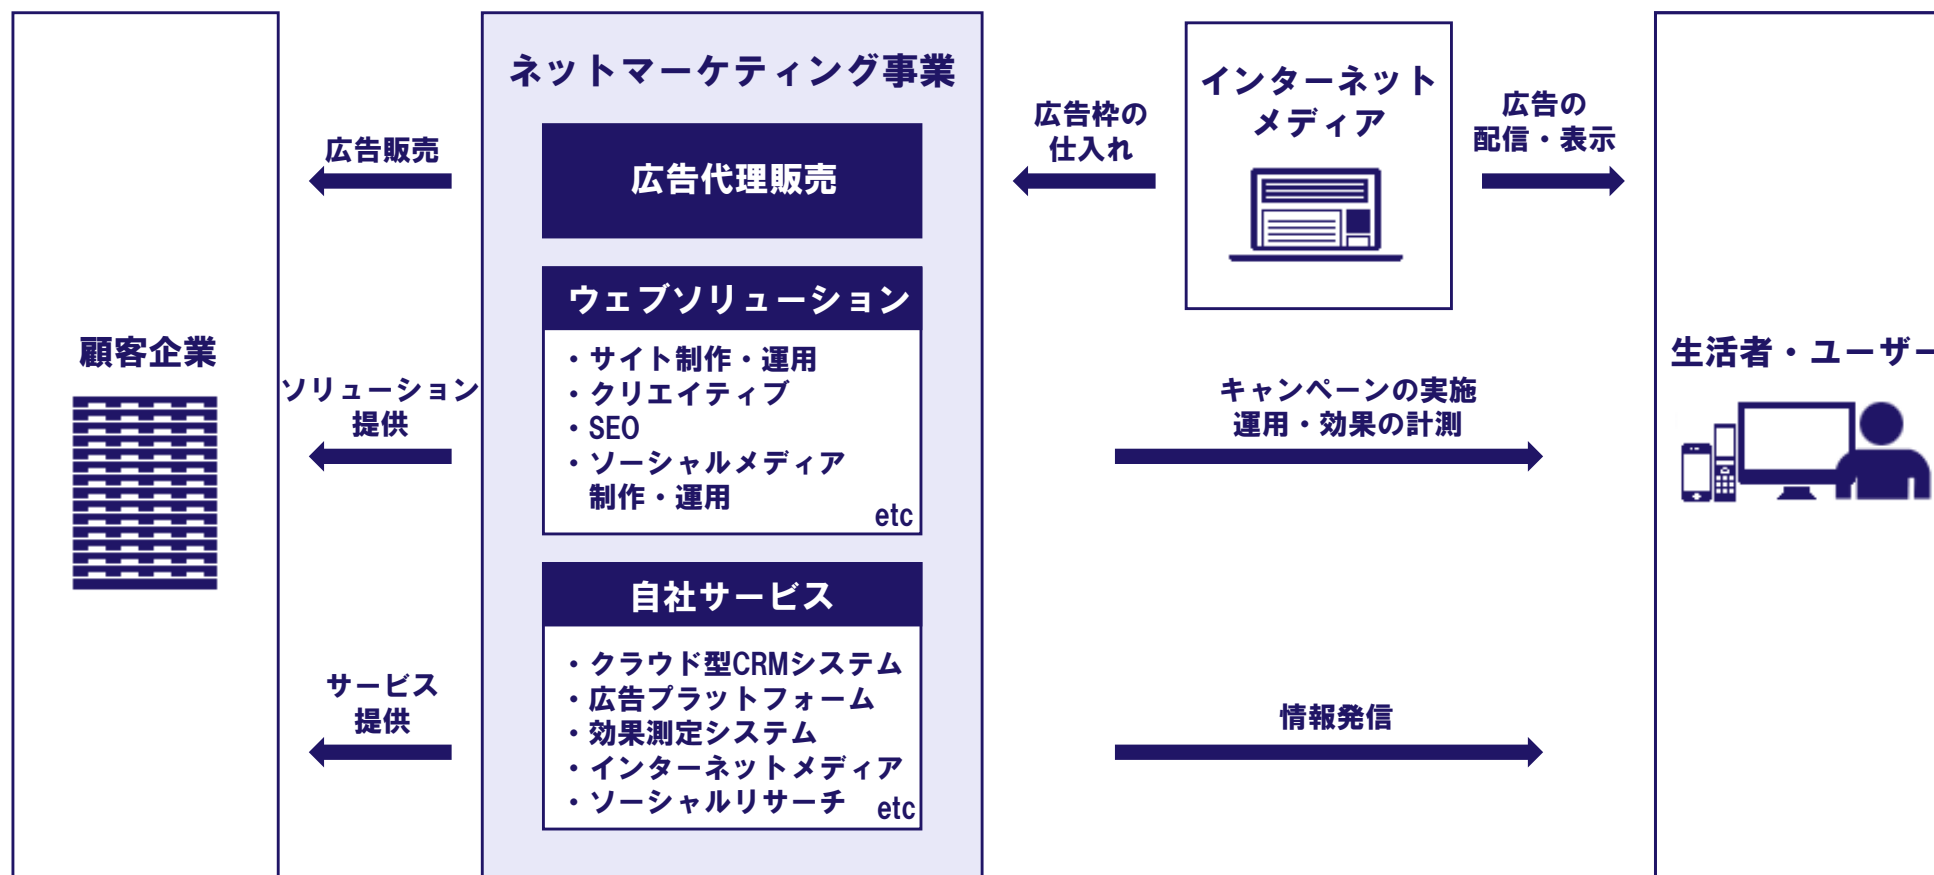 顧客企業
広告販売
ソリューション
提供
サービス
提供
ネットマーケティング事業
広告代理販売
ウェブソリューション
・サイト制作・運用
・クリエイティブ
・SEO
・ソーシャルメディア
制作・運用
etc
自社サービス
・クラウド型CRMシステム
・広告プラットフォーム
・効果測定システム
・インターネットメディア
・ソーシャルリサーチ
etc
広告枠の
仕入れ
インターネット
メディア
広告の
配信・表示
キャンペーンの実施
運用・効果の計測
情報発信
生活者・ユーザー